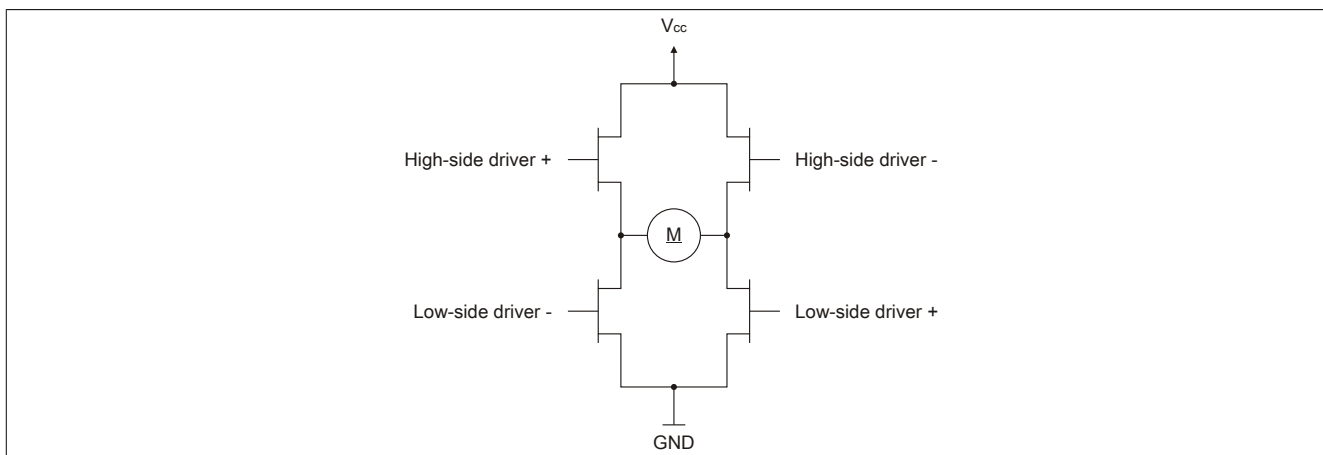 Vcc
High-side driver +
High-side driver -
M
Low-side driver -
Low-side driver +
GND